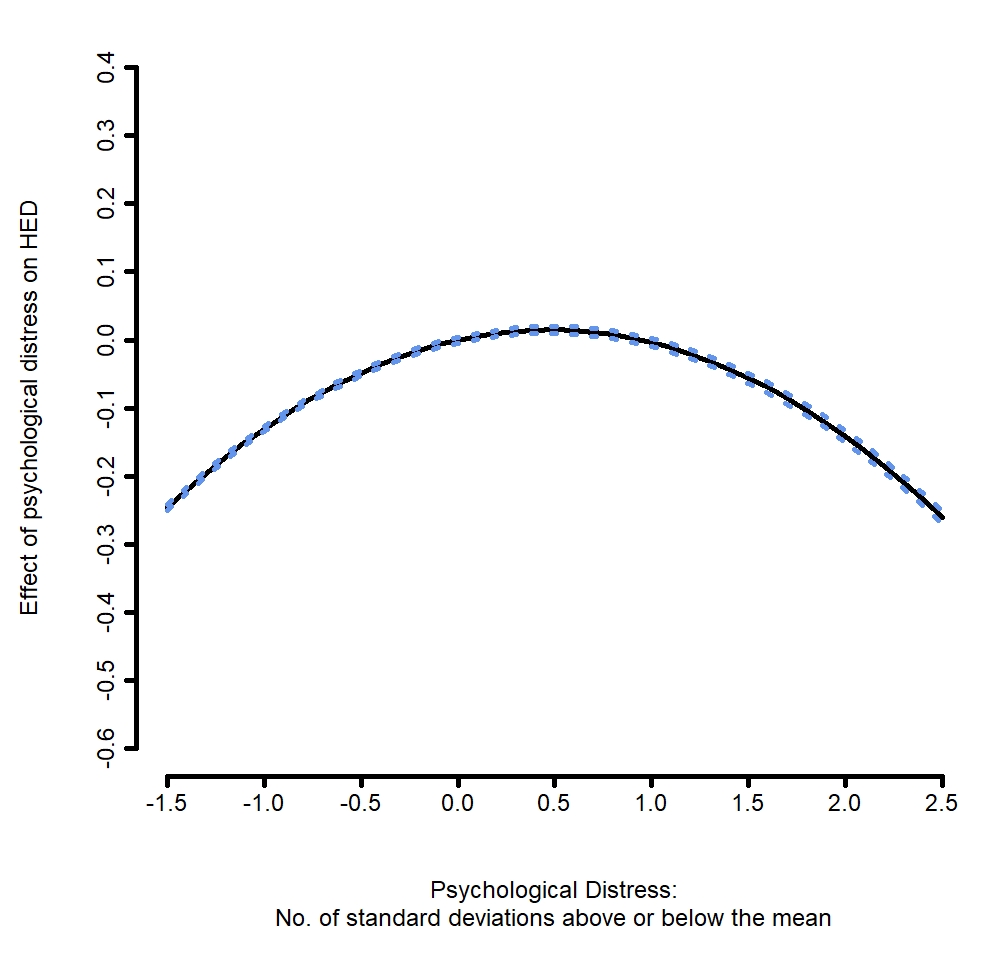 Effect of psychological distress on HED
0.4
0.3
0.2
0.1
0.0
-0.1
-0.2
-0.3
-0.4
-0.5
-0.6
-1.5 -1.0 -0.5 0.0 0.5 1.0 1.5 2.0 2.5
Psychological Distress:
No. of standard deviations above or below the mean